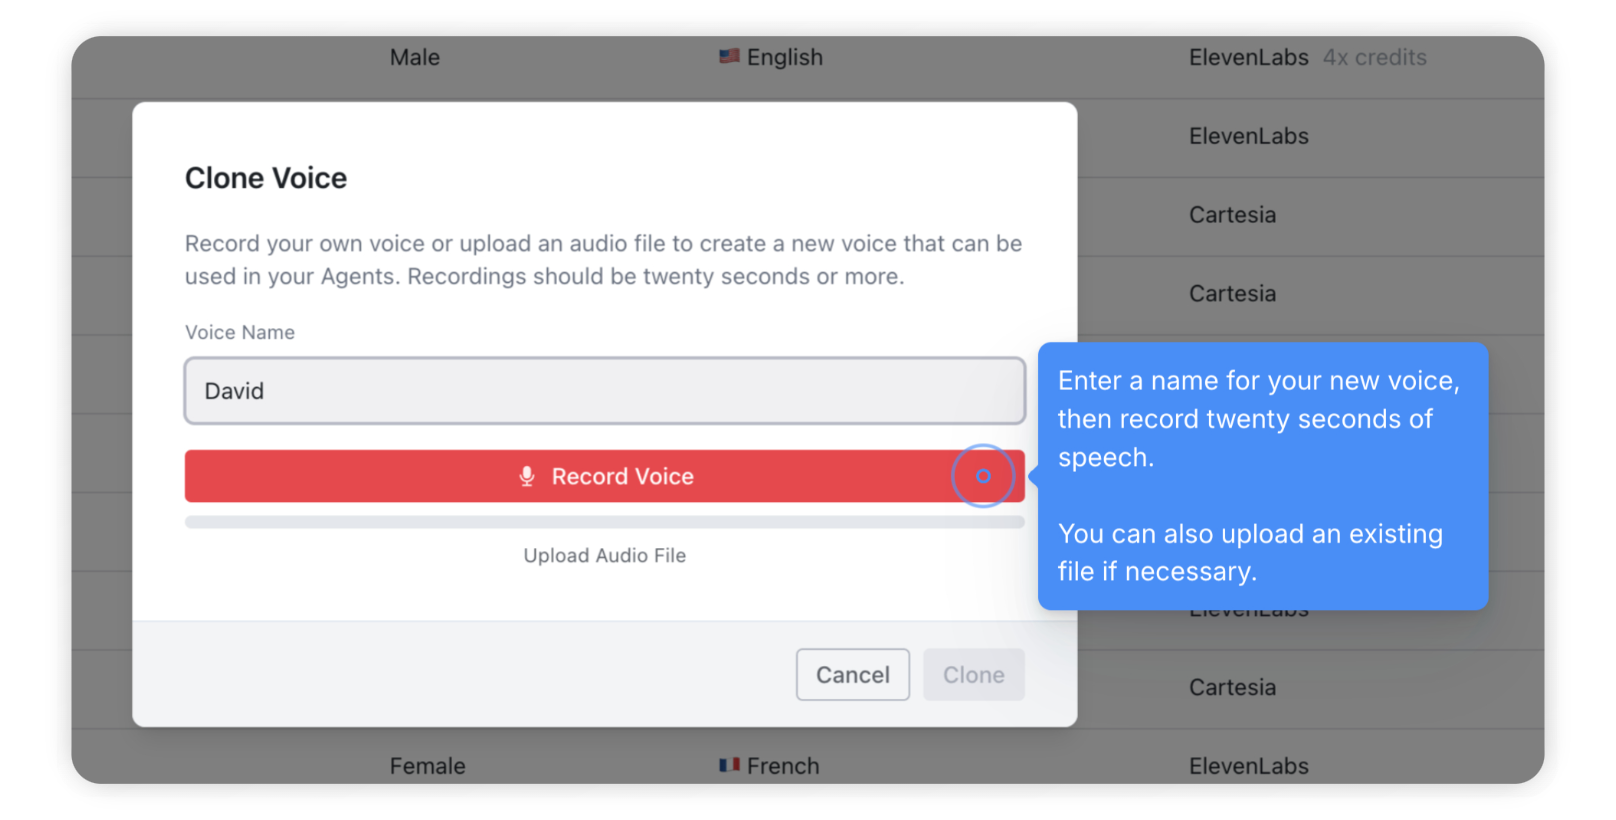 Male 🇺🇸 English ElevenLabs 4x credits
ElevenLabs
Cartesia
Cartesia
Clone Voice
Record your own voice or upload an audio file to create a new voice that can be
used in your Agents. Recordings should be twenty seconds or more.
Voice Name
David
Record Voice
Upload Audio File
Cancel Clone
Enter a name for your new voice,
then record twenty seconds of
speech.
You can also upload an existing
file if necessary.
ElevenLabs
Cartesia
Female 🇫🇷 French ElevenLabs